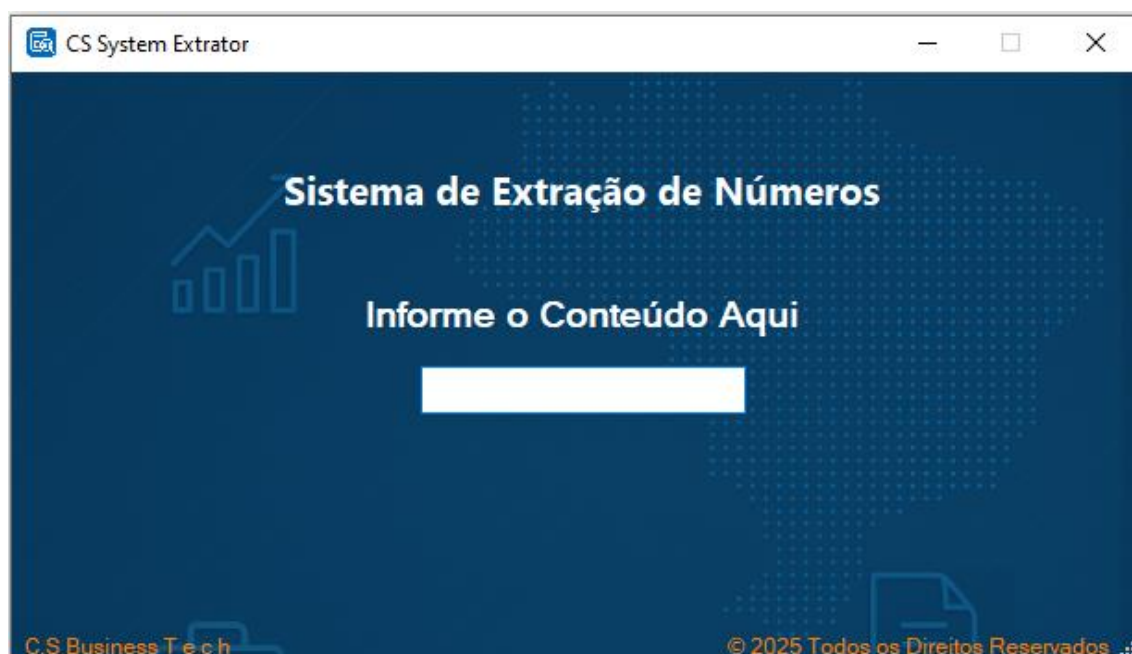 CS System Extrator
Sistema de Extração de Números
Informe o Conteúdo Aqui
C.S Business T e c h
© 2025 Todos os Direitos Reservados